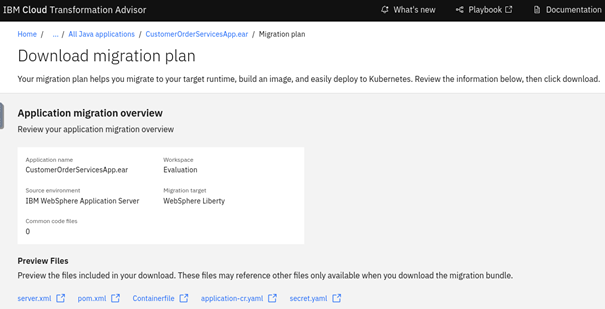 IBM Cloud Transformation Advisor What's new Playbook Documentation
Home / ... / All Java applications / CustomerOrderServicesApp.ear / Migration plan
Download migration plan
Your migration plan helps you migrate to your target runtime, build an image, and easily deploy to Kubernetes. Review the information below, then click download.
Application migration overview
Review your application migration overview
Application name Workspace
CustomerOrderServicesApp.ear Evaluation
Source environment Migration target
IBM WebSphere Application Server WebSphere Liberty
Common code files
0
Preview Files
Preview the files included in your download. These files may reference other files only available when you download the migration bundle.
server.xml pom.xml Containerfile application-cr.yaml secret.yaml